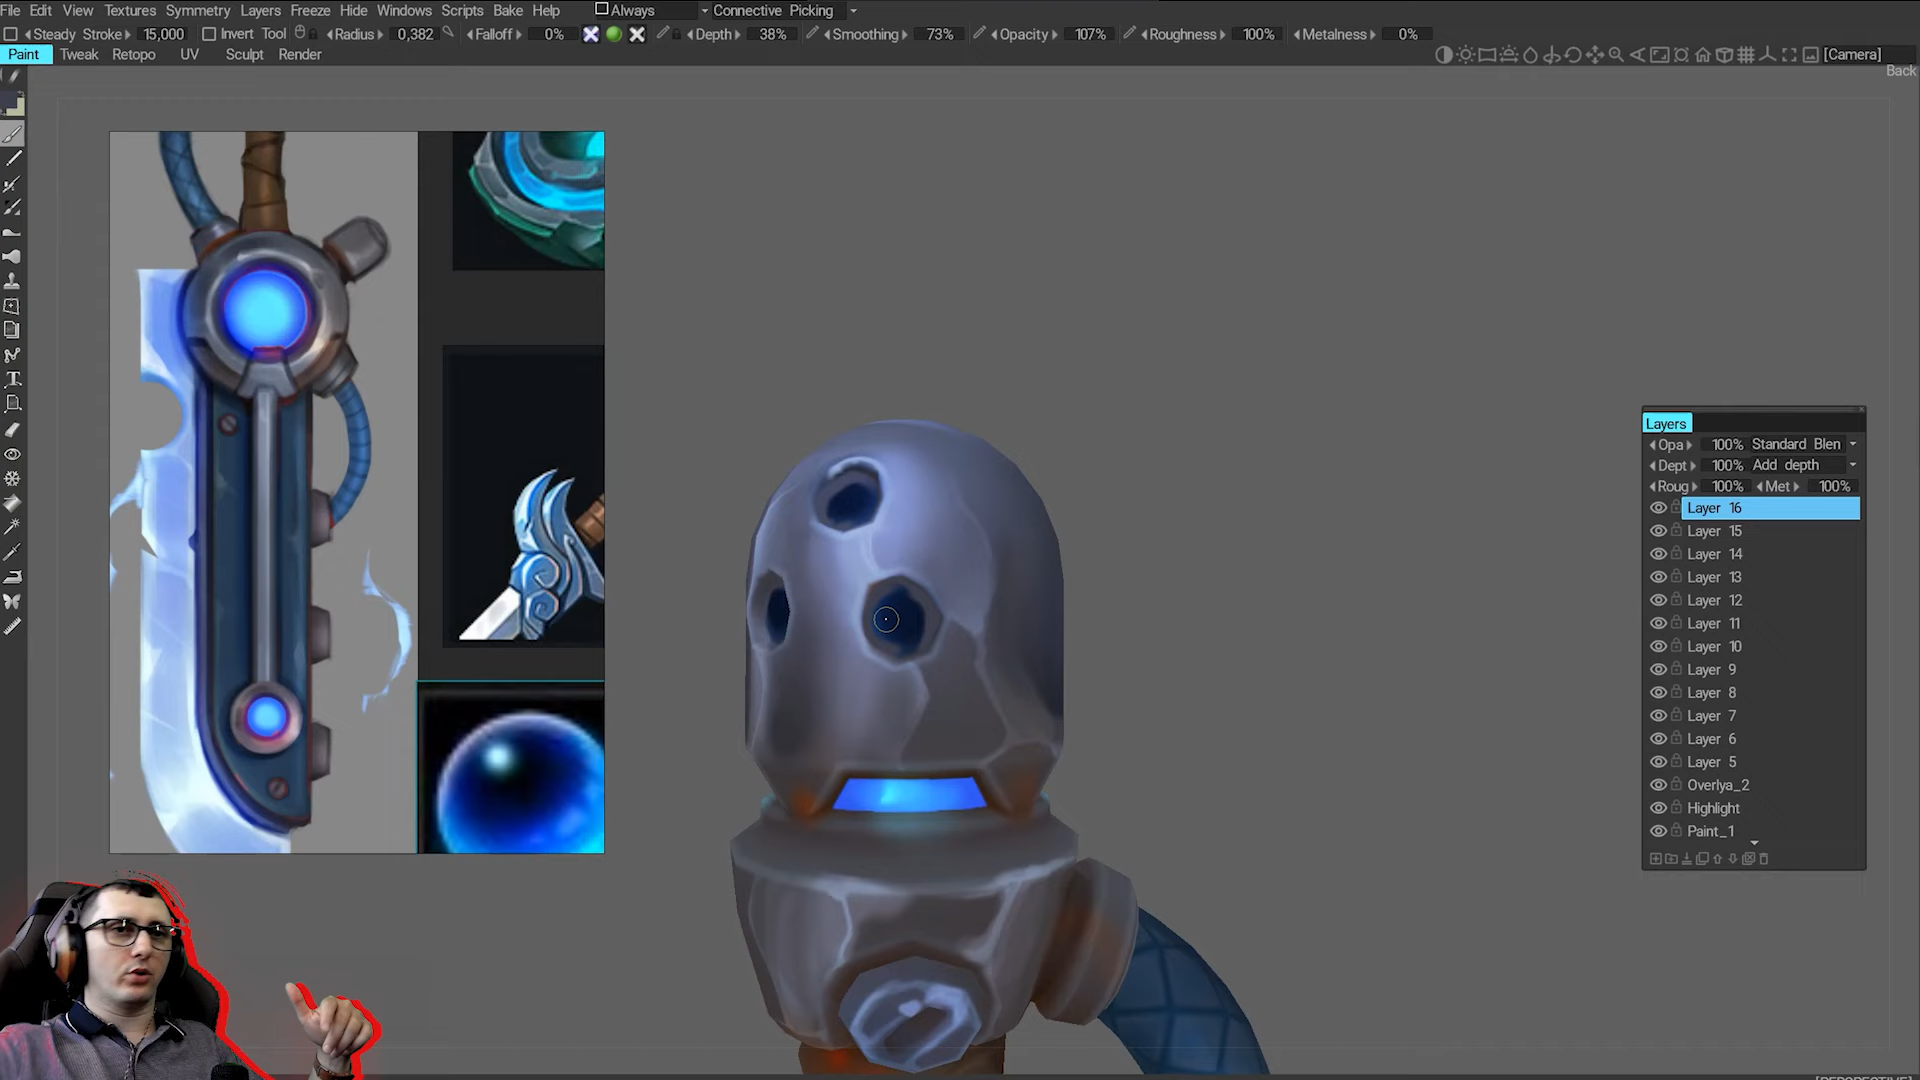 File Edit View Textures Symmetry Layers Freeze Hide Windows Scripts Bake Help Always Connective Picking
Steady Stroke 15,000 Invert Tool Radius 0,382 Falloff 0% Depth 38% Smoothing 73% Opacity 107% Roughness 100% Metalness 0%
Paint Tweak Retopo UV Sculpt Render [Camera]
Back
Layers
Opa 100% Standard Blen
Dept 100% Add depth
Roug 100% Met 100%
Layer 16
Layer 15
Layer 14
Layer 13
Layer 12
Layer 11
Layer 10
Layer 9
Layer 8
Layer 7
Layer 6
Layer 5
Overlya_2
Highlight
Paint_1